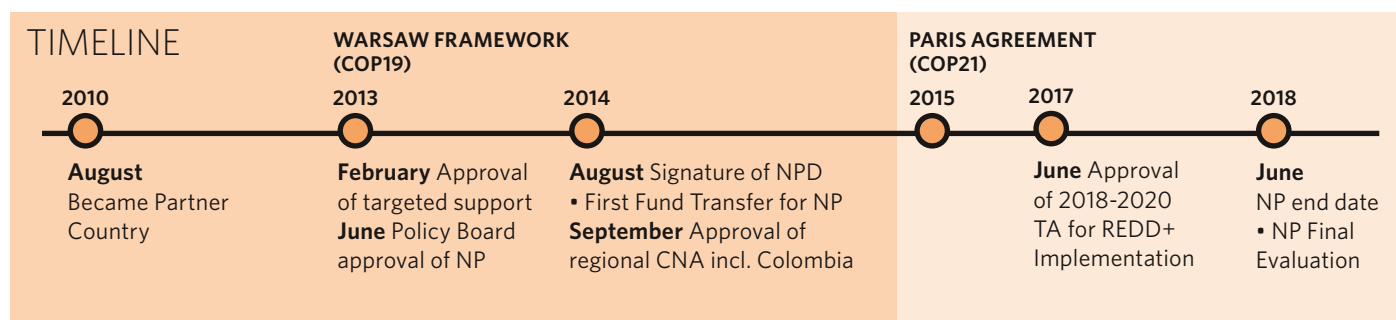 TIMELINE
WARSAW FRAMEWORK
(COP19)
PARIS AGREEMENT
(COP21)
2010
2013
2014
2015
2017
2018
August
Became Partner
Country
February Approval
of targeted support
June Policy Board
approval of NP
August Signature of NPD
• First Fund Transfer for NP
September Approval of
regional CNA incl. Colombia
June Approval
of 2018-2020
TA for REDD+
Implementation
June
NP end date
• NP Final
Evaluation